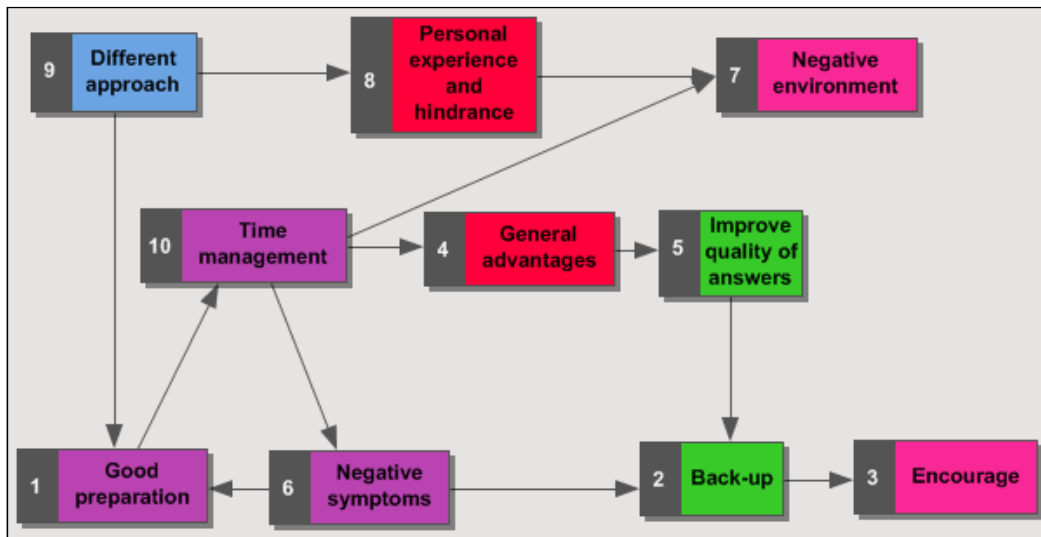 9
Different
approach
8
Personal
experience
and
hindrance
7
Negative
environment
10
Time
management
4
General
advantages
5
Improve
quality of
answers
1
Good
preparation
6
Negative
symptoms
2
Back-up
3
Encourage